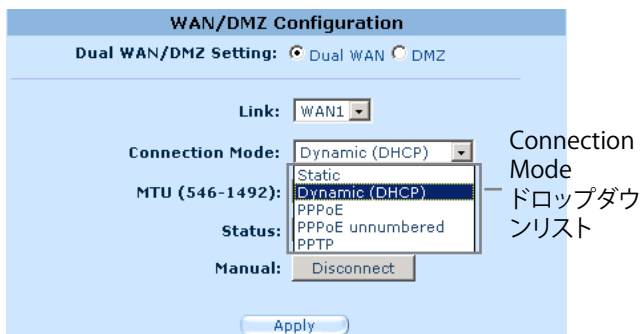 WAN/DMZ Configuration
Dual WAN/DMZ Setting: Dual WAN DMZ
Link: WAN1
Connection Mode: Dynamic (DHCP)
Static
Dynamic (DHCP)
PPPoE
PPPoE unnumbered
PPTP
MTU (546-1492):
Status:
Manual: Disconnect
Apply
Connection
Mode
ドロップダウ
ンリスト